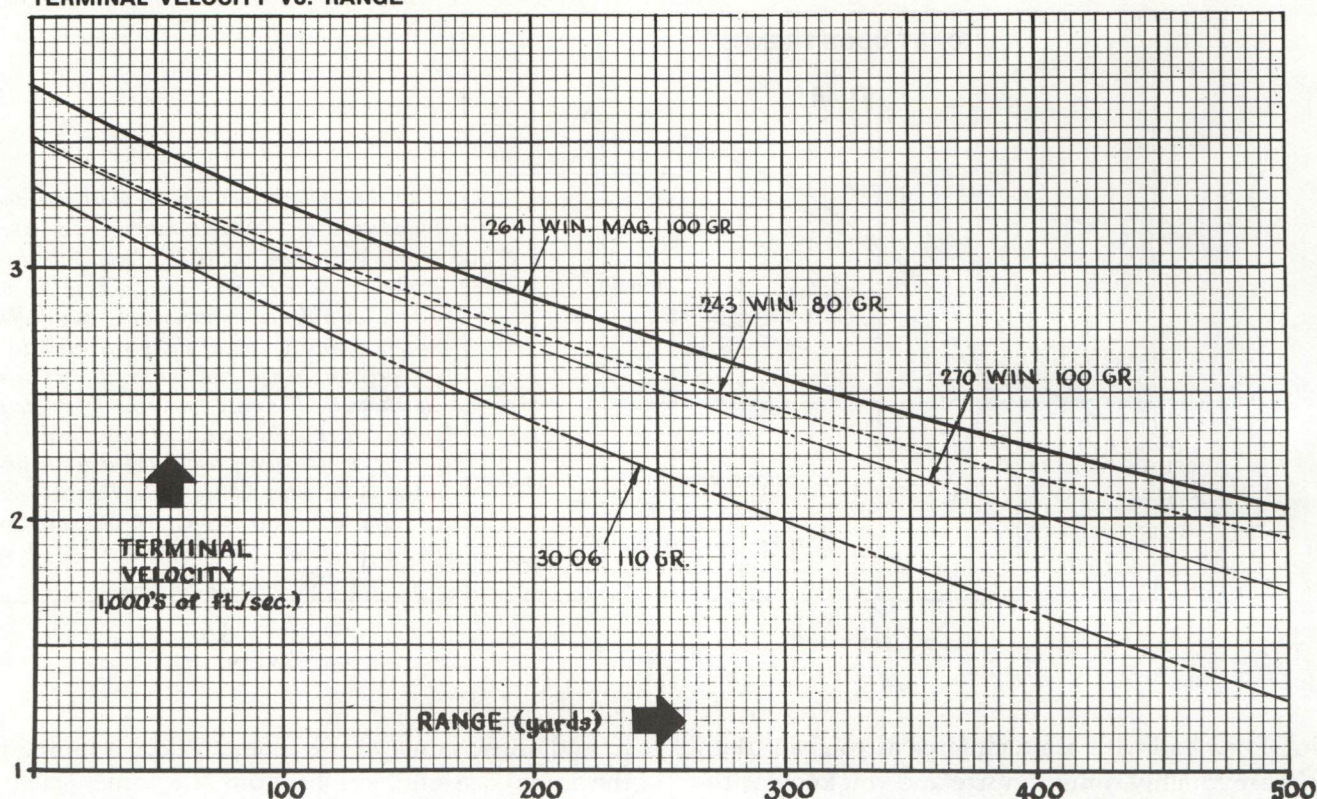 TERMINAL VELOCITY VS. RANGE
264 WIN. MAG. 100 GR.
.243 WIN. 80 GR.
270 WIN. 100 GR
30-06 110 GR.
3
2
1
TERMINAL
VELOCITY
1,000'S of ft./sec.)
RANGE (yards)
100
200
300
400
500